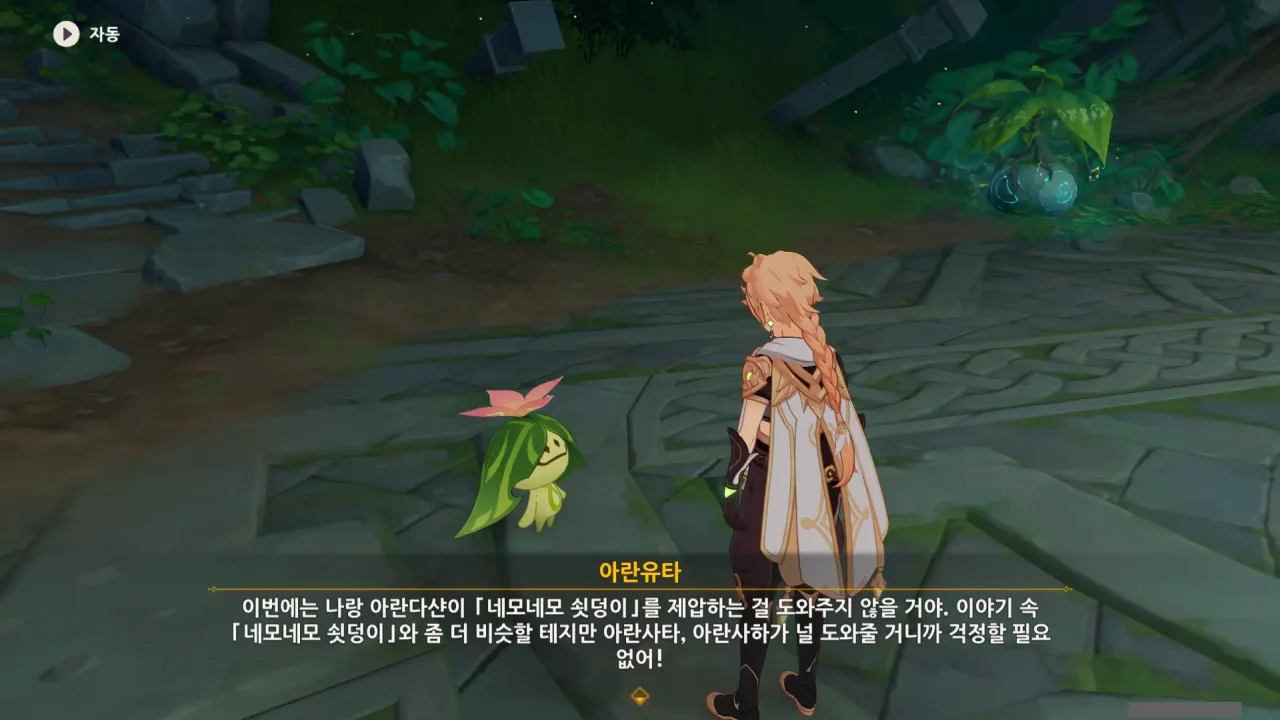 자동
아란유타
이번에는 나랑 아란다샨이 「네모네모 쇳덩이」를 제압하는 걸 도와주지 않을 거야. 이야기 속
「네모네모 쇳덩이」와 좀 더 비슷할 테지만 아란사타, 아란사하가 널 도와줄 거니까 걱정할 필요
없어!